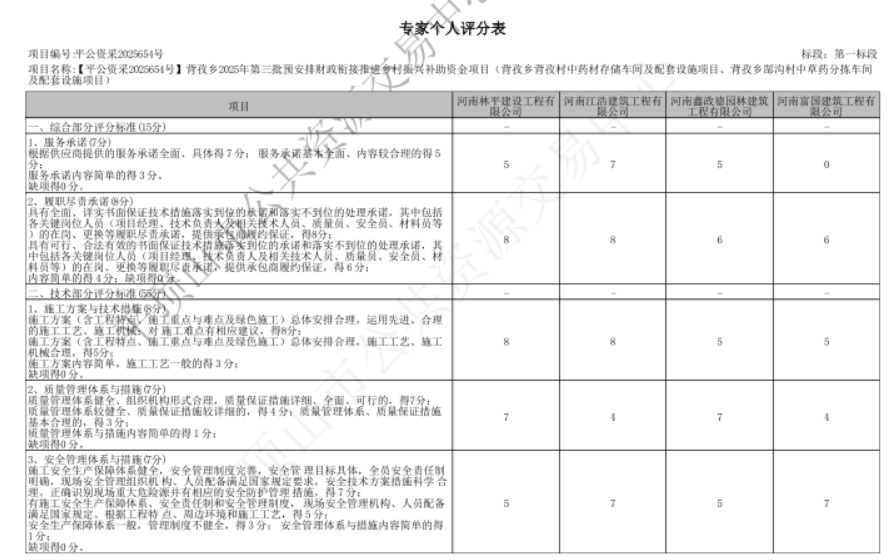 专家个人评分表
项目编号:平公资采2025654号
标段：第一标段
项目名称:【平公资采2025654号】背孜乡2025年第三批预安排财政衔接推进乡村振兴补助资金项目（背孜乡背孜村中药材存储车间及配套设施项目、背孜乡郜沟村中草药分拣车间
及配套设施项目）
项目
河南林平建设工程有
限公司
河南江浩建筑工程有
限公司
河南鑫政德园林建筑
工程有限公司
河南富国建筑工程有
限公司
一、综合部分评分标准(15分)
－ － － －
1、服务承诺(7分)
根据供应商提供的服务承诺全面、具体得７分； 服务承诺基本全面、内容较合理的得５
分；
服务承诺内容简单的得３分。
缺项得0分。
5 7 5 0
2、履职尽责承诺(8分)
具有全面、详实书面保证技术措施落实到位的承诺和落实不到位的处理承诺，其中包括
各关键岗位人员（项目经理、技术负责人及相关技术人员、质量员、安全员、材料员等
）的在岗、更换等履职尽责承诺，提供承包商履约保证，得8分；
具有可行、合法有效的书面保证技术措施落实到位的承诺和落实不到位的处理承诺，其
中包括各关键岗位人员（项目经理、技术负责人及相关技术人员、质量员、安全员、材
料员等）的在岗、更换等履职尽责承诺，提供承包商履约保证，得６分；
内容简单的得４分；缺项得0分。
8 8 6 6
二、技术部分评分标准(55分)
－ － － －
1、施工方案与技术措施(8分)
施工方案（含工程特点、施工重点与难点及绿色施工）总体安排合理，运用先进、合理
的施工工艺、施工机械，对 施工难点有相应建议，得8分；
施工方案（含工程特点、施工重点与难点及绿色施工）总体安排合理，施工工艺、施工
机械合理，得5分；
施工方案内容简单，施工工艺一般的得３分；
缺项得0分。
8 8 5 5
2、质量管理体系与措施(7分)
质量管理体系健全、组织机构形式合理，质量保证措施详细、全面、可行的，得7分；
质量管理体系较健全、质量保证措施较详细的，得４分；质量管理体系、质量保证措施
基本合理的，得３分；
质量管理体系与措施内容简单的得１分；
缺项得0分。
7 4 7 4
3、安全管理体系与措施(7分)
施工安全生产保障体系健全，安全管理制度完善，安全管 理目标具体，全员安全责任制
明确，现场安全管理组织机 构、人员配备满足国家规定要求，安全技术方案措施科学 合
理，正确识别现场重大危险源并有相应的安全防护管理 措施，得７分；
有施工安全生产保障体系、安全责任制和安全管理制度， 现场安全管理机构、人员配备
满足国家规定。根据工程特 点、周边环境和施工工艺，得５分；
安全生产保障体系一般，管理制度不健全，得３分； 安全管理体系与措施内容简单的得
１分；
缺项得0分。
5 7 5 7